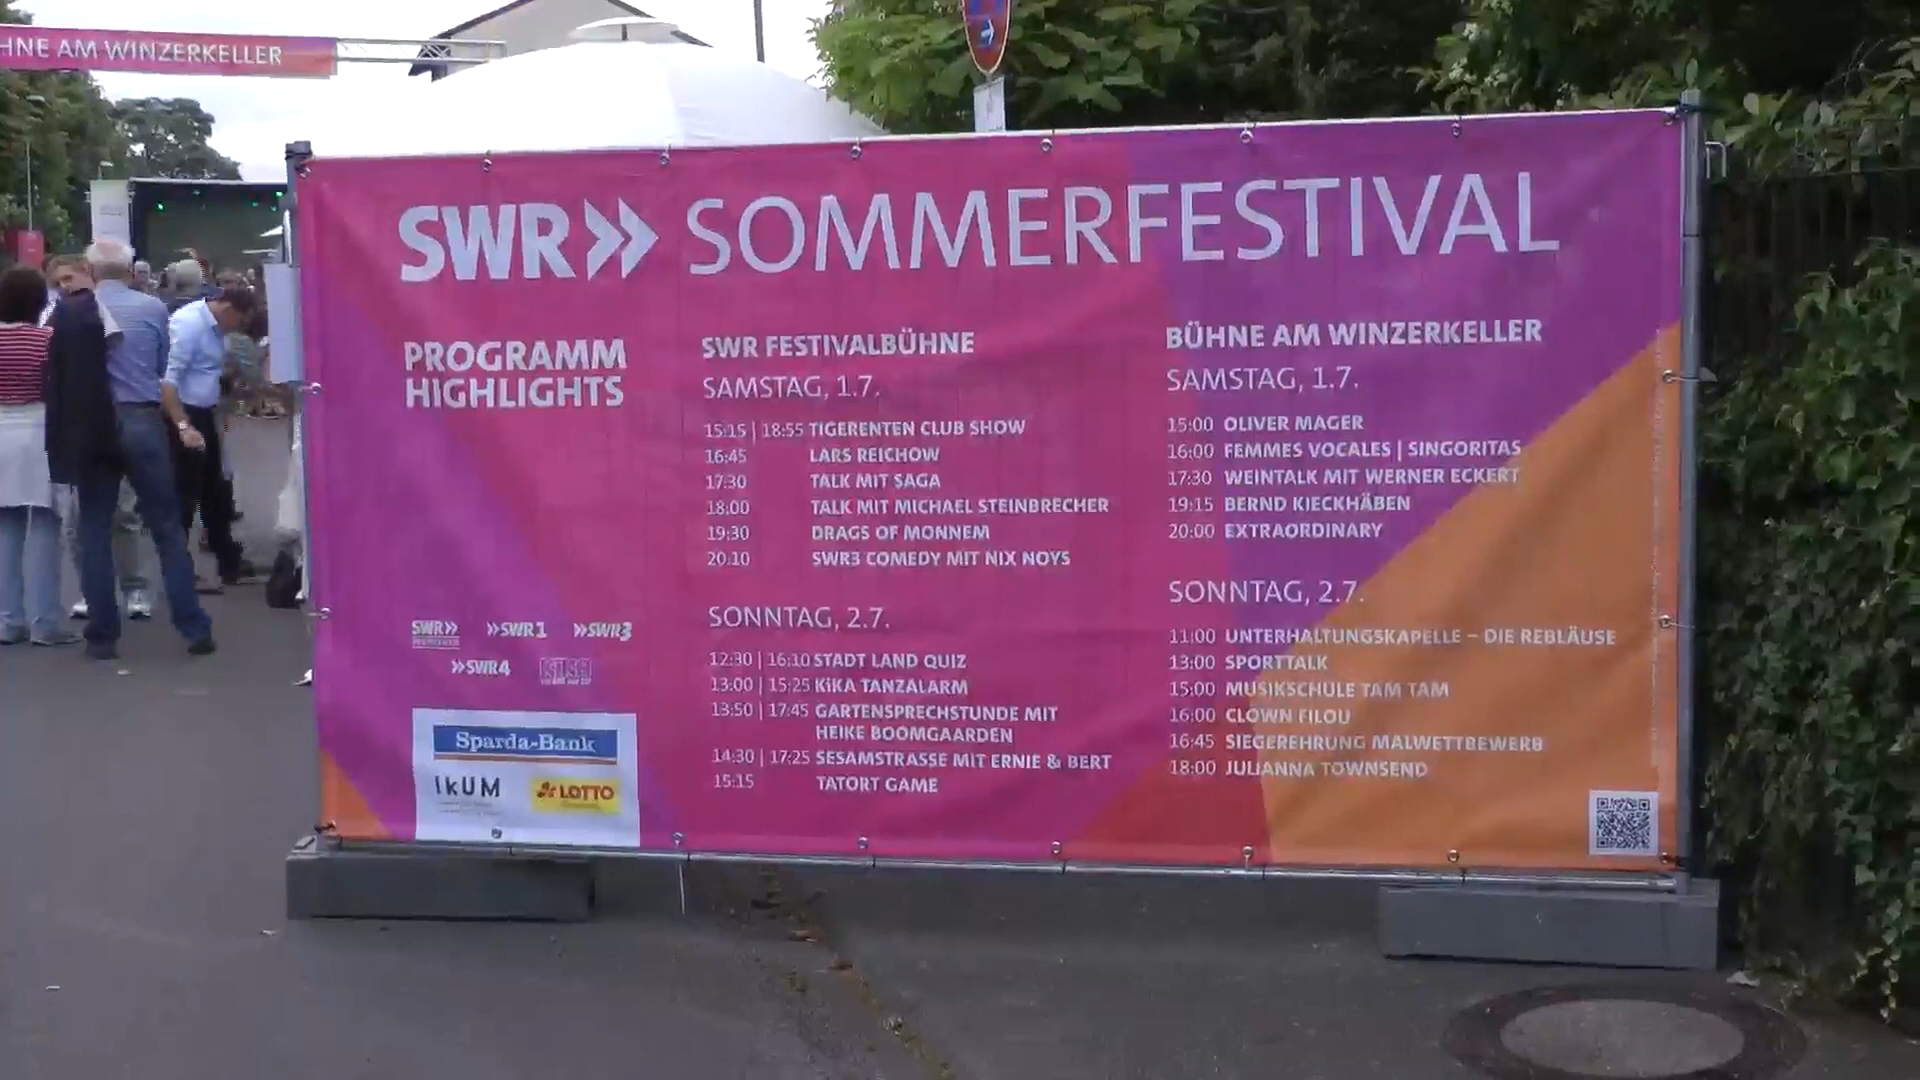 HNE AM WINZERKELLER
SWR» SOMMERFESTIVAL
PROGRAMM
HIGHLIGHTS
SWR FESTIVALBÜHNE
SAMSTAG, 1.7.
15:15 | 18:55 TIGERENTEN CLUB SHOW
16:45 LARS REICHOW
17:30 TALK MIT SAGA
18:00 TALK MIT MICHAEL STEINBRECHER
19:30 DRAGS OF MONNEM
20:10 SWR3 COMEDY MIT NIX NOYS
SONNTAG, 2.7.
12:30 | 16:10 STADT LAND QUIZ
13:00 | 15:25 KiKA TANZALARM
13:50 | 17:45 GARTENSPRECHSTUNDE MIT
HEIKE BOOMGAARDEN
14:30 | 17:25 SESAMSTRASSE MIT ERNIE & BERT
15:15 TATORT GAME
BÜHNE AM WINZERKELLER
SAMSTAG, 1.7.
15:00 OLIVER MAGER
16:00 FEMMES VOCALES | SINGORITAS
17:30 WEINTALK MIT WERNER ECKERT
19:15 BERND KIECKHÄBEN
20:00 EXTRAORDINARY
SONNTAG, 2.7.
11:00 UNTERHALTUNGSKAPELLE – DIE REBLÄUSE
13:00 SPORTTALK
15:00 MUSIKSCHULE TAM TAM
16:00 CLOWN FILOU
16:45 SIEGEREHRUNG MALWETTBEWERB
18:00 JULIANNA TOWNSEND
SWR»
»SWR1
»SWR3
»SWR4
Sparda-Bank
IkUM
LOTTO